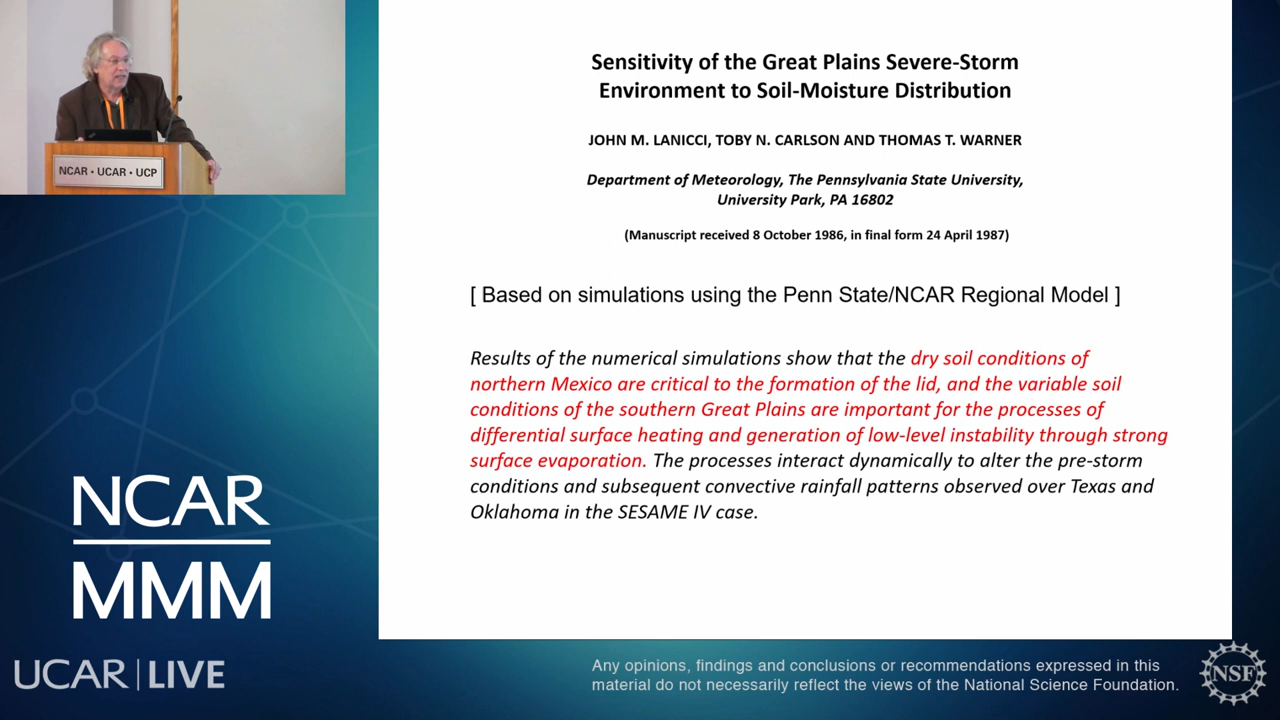 NCAR • UCAR • UCP
Sensitivity of the Great Plains Severe-Storm
Environment to Soil-Moisture Distribution
JOHN M. LANICCI, TOBY N. CARLSON AND THOMAS T. WARNER
Department of Meteorology, The Pennsylvania State University,
University Park, PA 16802
(Manuscript received 8 October 1986, in final form 24 April 1987)
[ Based on simulations using the Penn State/NCAR Regional Model ]
Results of the numerical simulations show that the dry soil conditions of
northern Mexico are critical to the formation of the lid, and the variable soil
conditions of the southern Great Plains are important for the processes of
differential surface heating and generation of low-level instability through strong
surface evaporation. The processes interact dynamically to alter the pre-storm
conditions and subsequent convective rainfall patterns observed over Texas and
Oklahoma in the SESAME IV case.
NCAR
MMM
UCAR | LIVE
Any opinions, findings and conclusions or recommendations expressed in this
material do not necessarily reflect the views of the National Science Foundation.
NSF